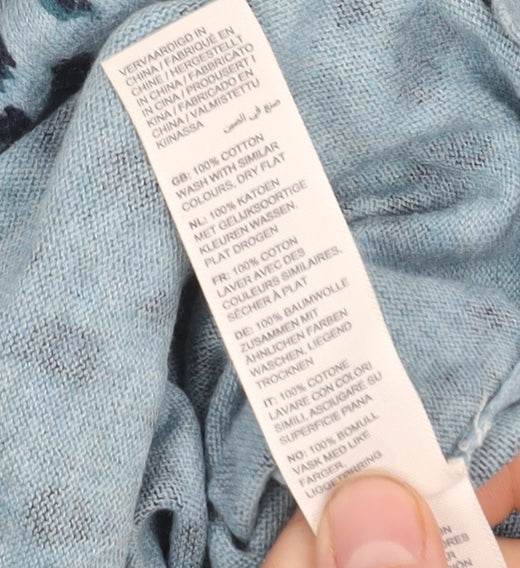 VERVAARDIGD IN
CHINA / FABRIQUÉ EN
CHINE / HERGESTELLT
IN CHINA / FABBRICATO
IN CINA / PRODUSERT I
KINA / FABRICADO EN
CHINA / VALMISTETTU
KIINASSA
صنع في الصين
GB: 100% COTTON
WASH WITH SIMILAR
COLOURS, DRY FLAT
NL: 100% KATOEN
MET GELIJKSOORTIGE
KLEUREN WASSEN.
PLAT DROGEN
FR: 100% COTON
LAVER AVEC DES
COULEURS SIMILAIRES.
SÉCHER À PLAT
DE: 100% BAUMWOLLE
ZUSAMMEN MIT
ÄHNLICHEN FARBEN
WASCHEN. LIEGEND
TROCKNEN
IT: 100% COTONE
LAVARE CON COLORI
SIMILI, ASCIUGARE SU
SUPERFICIE PIANA
NO: 100% BOMULL
VASK MED LIKE
FARGER.
LIGGETØRRING